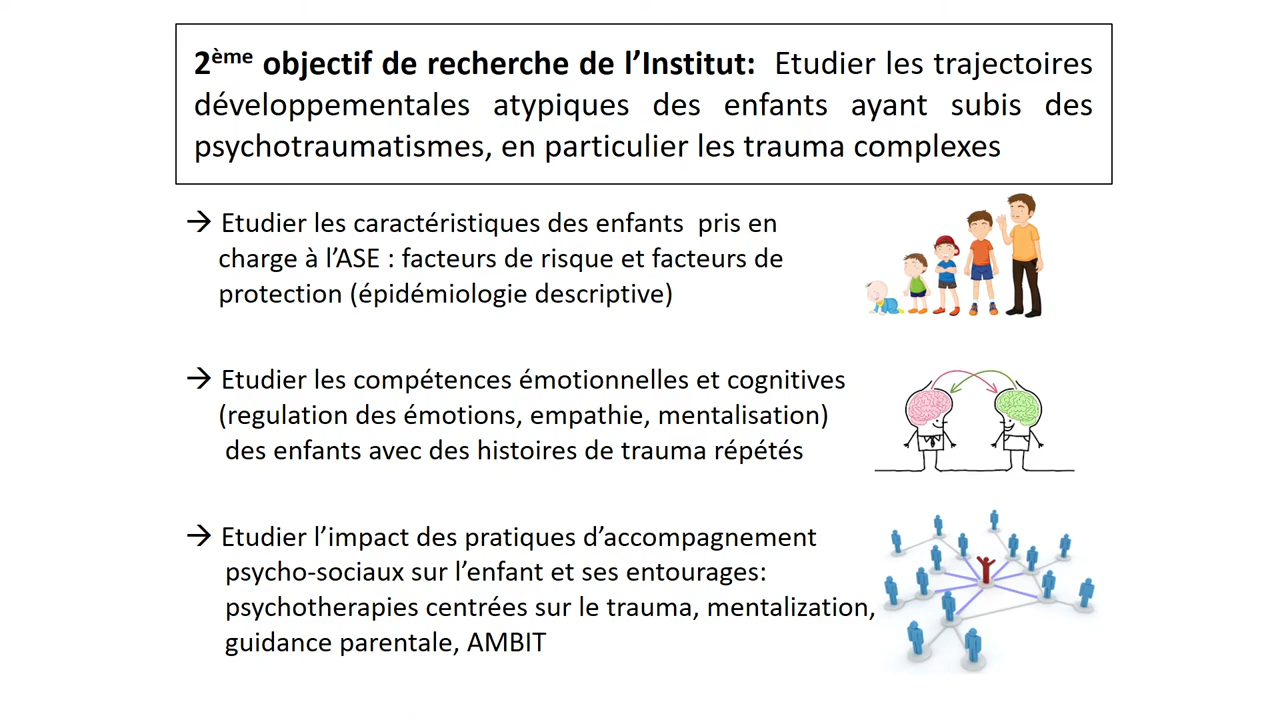 2ème objectif de recherche de l’Institut: Etudier les trajectoires
développementales atypiques des enfants ayant subis des
psychotraumatismes, en particulier les trauma complexes
→ Etudier les caractéristiques des enfants pris en
charge à l’ASE : facteurs de risque et facteurs de
protection (épidémiologie descriptive)
→ Etudier les compétences émotionnelles et cognitives
(regulation des émotions, empathie, mentalisation)
des enfants avec des histoires de trauma répétés
→ Etudier l’impact des pratiques d’accompagnement
psycho-sociaux sur l’enfant et ses entourages:
psychotherapies centrées sur le trauma, mentalization,
guidance parentale, AMBIT